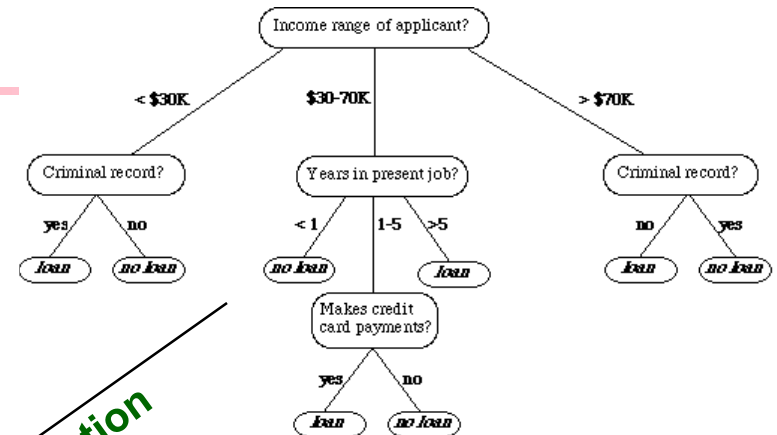 Income range of applicant?
< $30K
$30-70K
> $70K
Criminal record?
Years in present job?
Criminal record?
yes
no
< 1
1-5
>5
no
yes
loan
no loan
no loan
loan
loan
no loan
Makes credit
card payments?
yes
no
loan
no loan